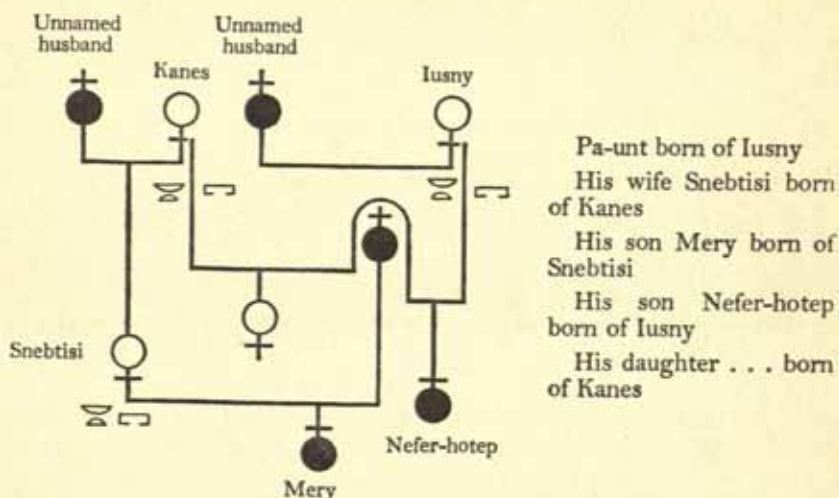 Unnamed
husband
Unnamed
husband
Kanes
Iusny
Snebtisi
Nefer-hotep
Mery
Pa-unt born of Iusny
His wife Snebtisi born
of Kanes
His son Mery born of
Snebtisi
His son Nefer-hotep
born of Iusny
His daughter . . . born
of Kanes